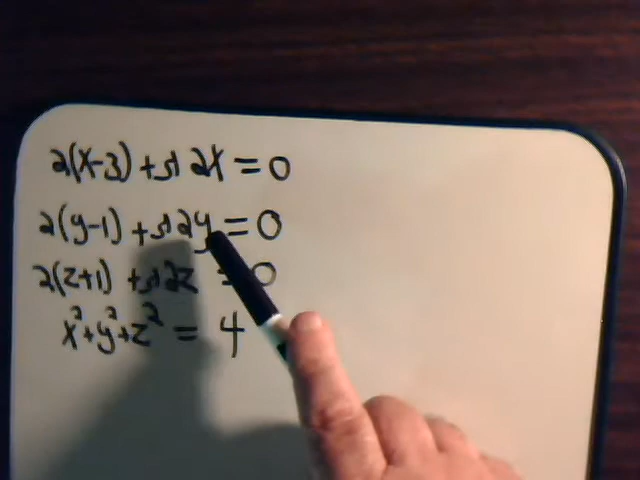 2(x-3) + λ 2x = 0
2(y-1) + λ 2y = 0
2(z+1) + λ 2z = 0
x² + y² + z² = 4